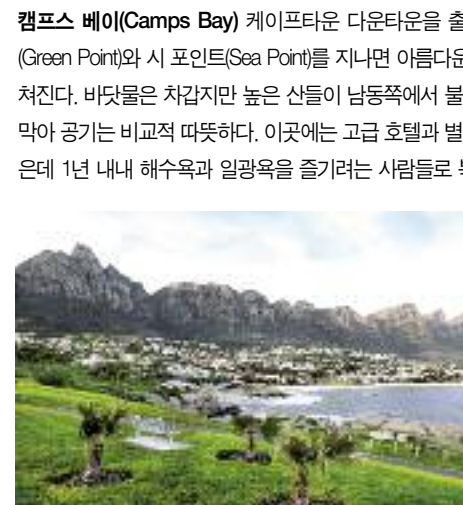 캠프스 베이(Camps Bay) 케이프타운 다운타운을 출
(Green Point)와 시 포인트(Sea Point)를 지나면 아름다운
쳐진다. 바닷물은 차갑지만 높은 산들이 남동쪽에서 불
막아 공기는 비교적 따뜻하다. 이곳에는 고급 호텔과 별
은데 1년 내내 해수욕과 일광욕을 즐기려는 사람들로